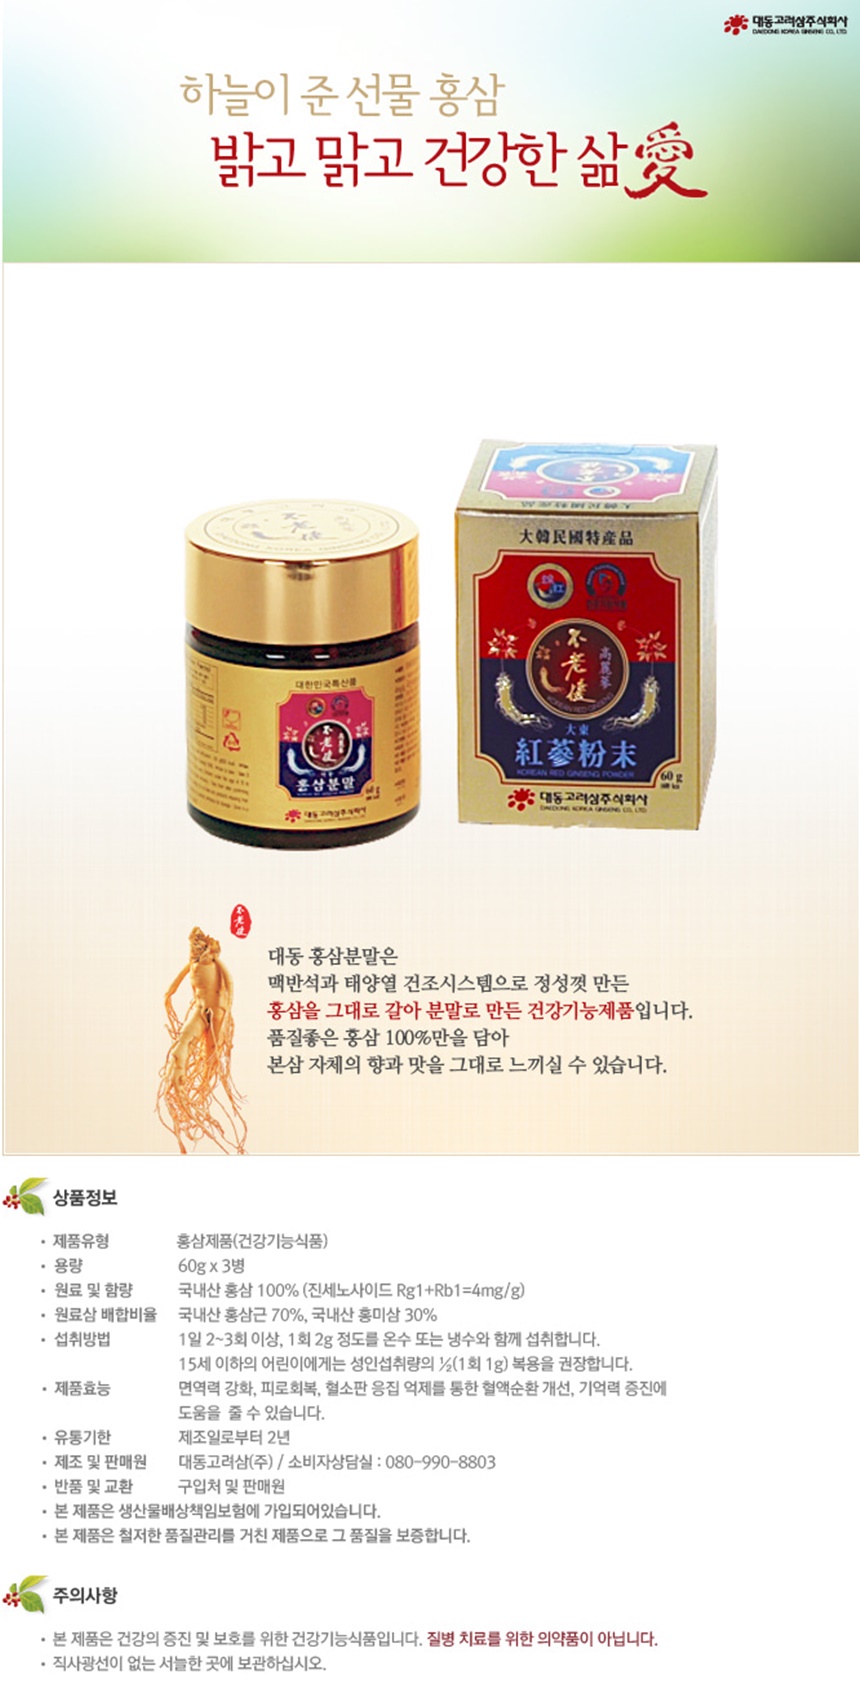 대동고려삼주식회사
DAEDONG KOREA GINSENG CO., LTD.
하늘이 준 선물 홍삼
밝고 맑고 건강한 삶 愛
大韓民國特産品
不老
高麗蔘
大東
紅蔘粉末
KOREAN RED GINSENG POWDER
60g
대동고려삼주식회사
DAEDONG KOREA GINSENG CO., LTD.
不老
대한민국특산품
不老
홍삼분말
60g
대동고려삼주식회사
不老
대동 홍삼분말은
맥반석과 태양열 건조시스템으로 정성껏 만든
홍삼을 그대로 갈아 분말로 만든 건강기능제품입니다.
품질좋은 홍삼 100%만을 담아
본삼 자체의 향과 맛을 그대로 느끼실 수 있습니다.
상품정보
• 제품유형 홍삼제품(건강기능식품)
• 용량 60g x 3병
• 원료 및 함량 국내산 홍삼 100% (진세노사이드 Rg1+Rb1=4mg/g)
• 원료삼 배합비율 국내산 홍삼근 70%, 국내산 홍미삼 30%
• 섭취방법 1일 2~3회 이상, 1회 2g 정도를 온수 또는 냉수와 함께 섭취합니다.
15세 이하의 어린이에게는 성인섭취량의 ½(1회 1g) 복용을 권장합니다.
• 제품효능 면역력 강화, 피로회복, 혈소판 응집 억제를 통한 혈액순환 개선, 기억력 증진에
도움을 줄 수 있습니다.
• 유통기한 제조일로부터 2년
• 제조 및 판매원 대동고려삼(주) / 소비자상담실 : 080-990-8803
• 반품 및 교환 구입처 및 판매원
• 본 제품은 생산물배상책임보험에 가입되어있습니다.
• 본 제품은 철저한 품질관리를 거친 제품으로 그 품질을 보증합니다.
주의사항
• 본 제품은 건강의 증진 및 보호를 위한 건강기능식품입니다. 질병 치료를 위한 의약품이 아닙니다.
• 직사광선이 없는 서늘한 곳에 보관하십시오.